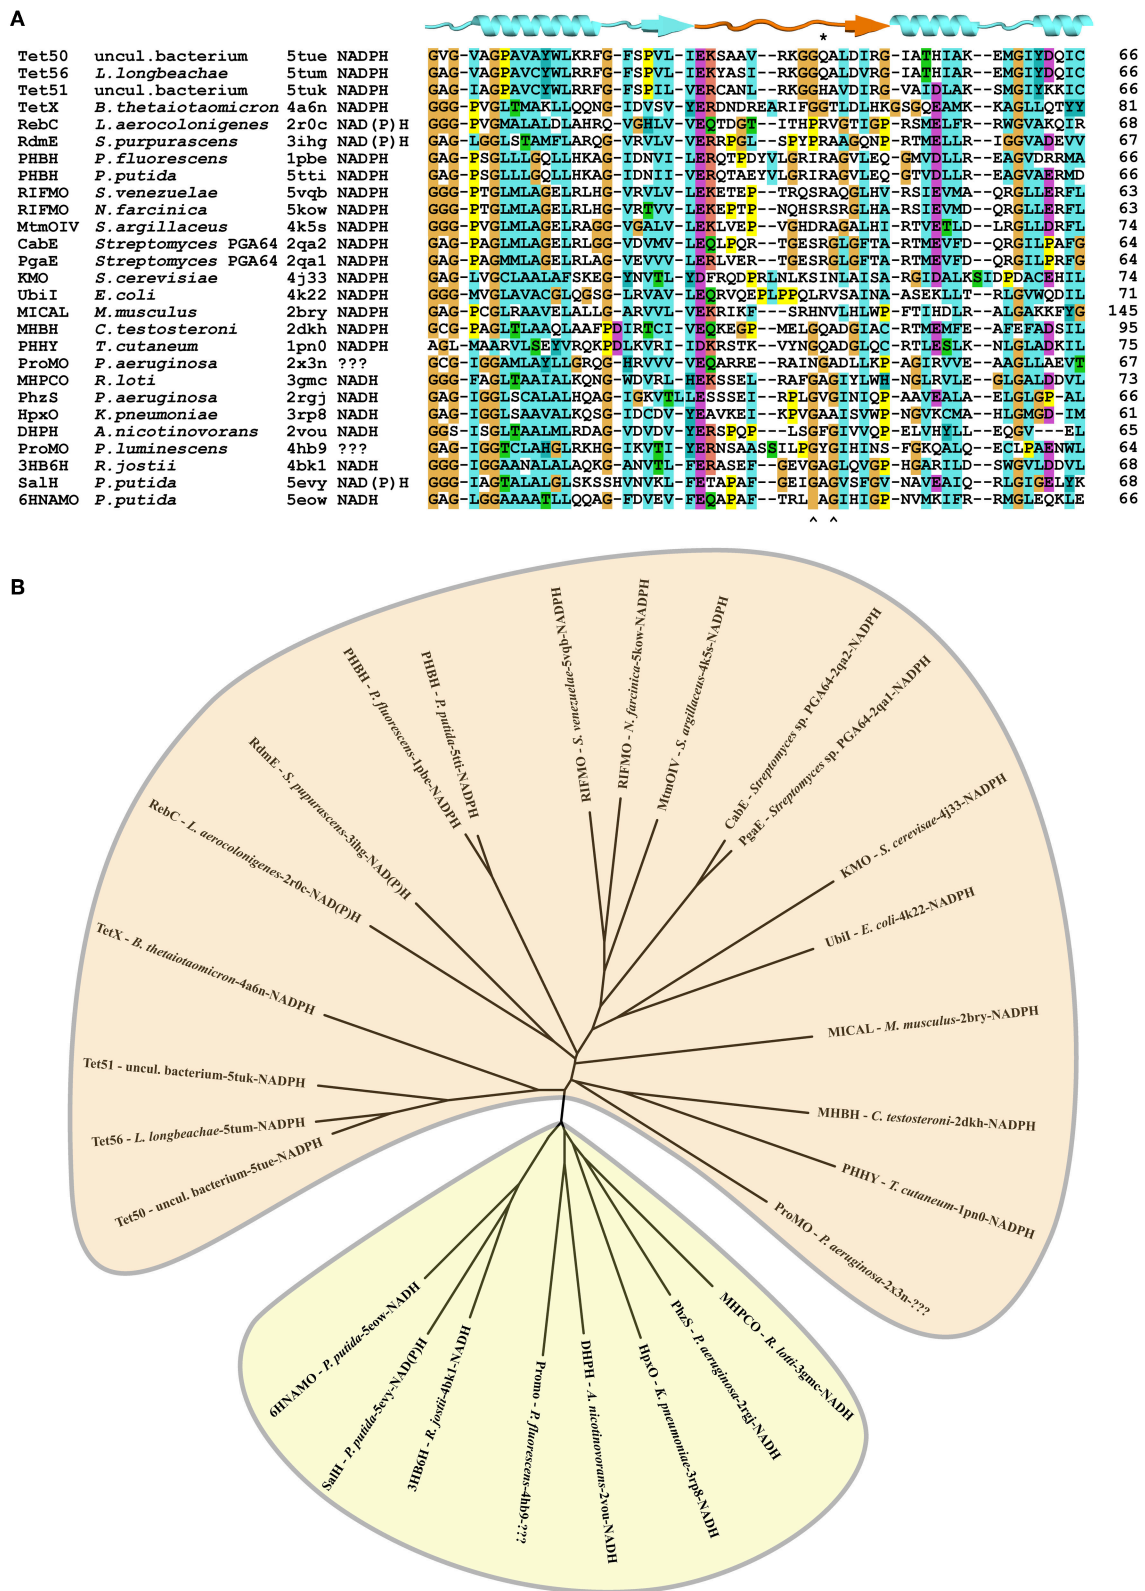 A
*
Tet50 uncul.bacterium 5tue NADPH GVG-VAGPAVAYWLKRFG-FSPVL-IEKSAAV--RKGGQALDIRG-IATHIAK--EMGIYDQIC 66
Tet56 L.longbeachae 5tum NADPH GAG-VAGPAVCYWLRRFG-FSPVL-IEKYASI--RKGGQALDVRG-IATHIAR--EMGIYDQIC 66
Tet51 uncul.bacterium 5tuk NADPH GAG-IAGPAVCYWLRRFG-FSPIL-VERCANL--RKGGHAVDIRG-VAIDLAK--SMGIYKKIC 66
TetX B.thetaiotaomicron 4a6n NADPH GGG-PVGLTMAKLLQQNG-IDVSV-YERDNDREARIFGGTLDLHKGSGQEAMK--KAGLLQTYY 81
RebC L.aerocolonigenes 2r0c NAD(P)H GGG-PVGMALALDLAHRQ-VGHLV-VEQTDGT-ITHPRVGTIGP-RSMELFR--RWGVAKQIR 68
RdmE S.purpurascens 3ihg NAD(P)H GAG-LGGLSTAMFLARQG-VRVLV-VERRPGL-SPYPRAAGQNP-RTMELLR--IGGVADEVV 67
PHBH P.fluorescens 1pbe NADPH GAG-PSGLLLGQLLHKAG-IDNVI-LERQTPDYVLGRIRAGVLEQ-GMVDLLR--EAGVDRRMA 66
PHBH P.putida 5tti NADPH GAG-PSGLLLGQLLHKAG-IDNII-VERQTAEYVLGRIRAGVLEQ-GTVDLLR--EAGVAERMD 66
RIFMO S.venezuelae 5vqb NADPH GGG-PTGLMLAGELRLHG-VRVLV-LEKETEP--TRQSRAQGLHV-RSIEVMA--QRGLLERFL 63
RIFMO N.farcinica 5kow NADPH GGG-PTGLMLAGELRLHG-VRTVV-LEKEPTP--NQHSRSRGLHA-RSIEVMD--QRGLLERFL 63
MtmOIV S.argillaceus 4k5s NADPH GGG-PVGLMLAGELRAGG-VGALV-LEKLVEP--VGHDRAGALHI-RTVETLD--LRGLLDRFL 74
CabE Streptomyces PGA64 2qa2 NADPH GAG-PAGLMLAGELRLGG-VDVMV-LEQLPQR--TGESRGLGFTA-RTMEVFD--QRGILPAFG 64
PgaE Streptomyces PGA64 2qa1 NADPH GAG-PAGMMLAGELRLAG-VEVVV-LERLVER--TGESRGLGFTA-RTMEVFD--QRGILPRFG 64
KMO S.cerevisiae 4j33 NADPH GAG-LVGCLAALAFSKEG-YNVTL-YDFRQDPRLNLKSINLAISA-RGIDALKSIDPDACEHIL 74
UbiI E.coli 4k22 NADPH GGG-MVGLAVACGLQGSG-LRVAV-LEQRVQEPLPPQLRVSAINA-ASEKLLT--RLGVWQDIL 71
MICAL M.musculus 2bry NADPH GAG-PCGLRAAVELALLG-ARVVL-VEKRIKF----SRHNVLHLWP-FTIHDLR-ALGAKKFYG 145
MHBH C.testosteroni 2dkh NADPH GCG-PAGLTLAAQLAAFPDIRTCIVEQKEGP--MELGQADGIACR-RTMEMFE--AFEFADSIL 95
PHHY T.cutaneum 1pn0 NADPH AGL-MAARVLSEYVRQKPDLKVRIIDKRSTK--VYNGQADGLQC-RTLESLK--NLGLADKIL 75
ProMO P.aeruginosa 2x3n ??? GCG-IGGAMLAYLLGRQG-HRVVV-VEQARRE--RAINGADLLKP-AGIRVVE--AAGLLAEVT 67
MHPCO R.loti 3gmc NADH GGG-FAGLTAAIALKQNG-WDVRL-HEKSSEL--RAFGAGIYLWH-NGLRVLE--GLGALDDVL 73
PhzS P.aeruginosa 2rgj NADH GAG-IGGLSCALALHQAG-IGKVTLLESSSEI--RPLGVGINIQP-AAVEALA--ELGLGPAL 61
HpxO K.pneumoniae 3rp8 NADH GAG-IGGLSAAVALKQSG-IDCDV-YEAVKEI--KPVGAAISVWP-NGVKCMA--HLGMGD-IM 61
DHPH A.nicotinovorans 2vou NADH GGS-ISGLTAALMLRDAG-VDVDV-YERSPQP--LSGFGIVVQP-ELVHYLL--EQGV--EL 65
ProMO P.luminescens 4hb9 ??? GAG-IGGTCLAHGLRKHG-IKVTI-YERNSAASSILPGYGIHINS-FGKQALQ--ECLPAENWL 64
3HB6H R.jostii 4bk1 NADH GGG-IGGAANALALAQKG-ANVTL-FERASEF--GEVGAGLQVGP-HGARILD--SWGVLDDVL 68
SalH P.putida 5evy NAD(P)H GGG-IAGTALALGLSKSSHVNVKL-FETAPAF--GEIGAGVSFGV-NAVEAIQ--RLGIGELYK 68
6HNAMO P.putida 5eow NADH GAG-LGGAAAATLLQQAG-FDVEV-FEQAPAF--TRLGAGIHIGP-NVMKIFR--RMGLEQKLE 66
^ ^
B
PHBH - P. fluorescens-1pbe-NADPH
PHBH - P. putida-5tti-NADPH
RIFMO - S. venezuelae-5vqb-NADPH
RIFMO - N. farcinica-5kow-NADPH
MtmOIV - S. argillaceus-4k5s-NADPH
CabE - Streptomyces sp. PGA64-2qa2-NADPH
PgaE - Streptomyces sp. PGA64-2qa1-NADPH
RdmE - S. pupurascens-3ihg-NAD(P)H
RebC - L. aerocolonigenes-2r0c-NAD(P)H
KMO - S. cerevisae-4j33-NADPH
UbiI - E. coli-4k22-NADPH
TetX - B. thetaiotaomicron-4a6n-NADPH
MICAL - M. musculus-2bry-NADPH
Tet51 - uncul. bacterium-5tuk-NADPH
MHBH - C. testosteroni-2dkh-NADPH
Tet56 - L. longbeachae-5tum-NADPH
PHHY - T. cutaneum-1pn0-NADPH
Tet50 - uncul. bacterium-5tue-NADPH
ProMO - P. aeruginosa-2x3n-???
6HNAMO - P. putida-5eow-NADH
SalH - P. putida-5evy-NAD(P)H
3HB6H - R. jostii-4bk1-NADH
Promo - P. fluorescens-4hb9-???
DHPH - A. nicotinovorans-2vou-NADH
HpxO - K. pneumoniae-3rp8-NADH
PhzS - P. aeruginosa-2rgj-NADH
MHPCO - R. lotti-3gmc-NADH